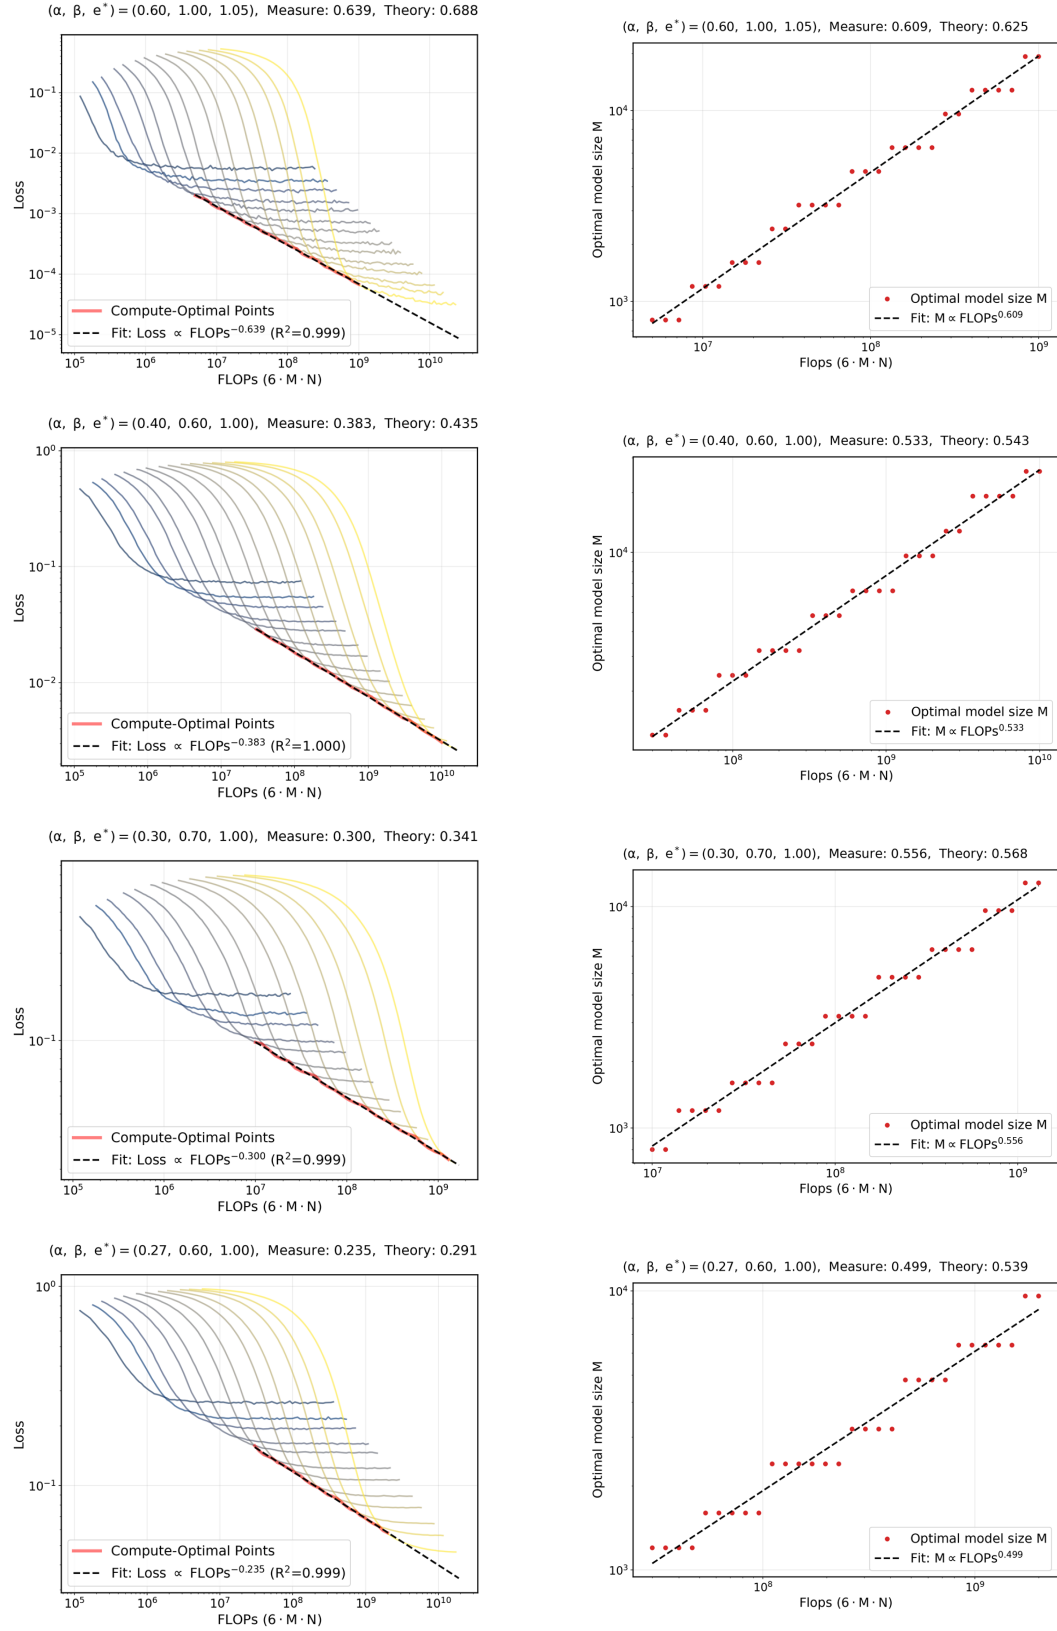 (α, β, e*) = (0.60, 1.00, 1.05), Measure: 0.639, Theory: 0.688
10⁻¹
10⁻²
10⁻³
10⁻⁴
10⁻⁵
Loss
Compute-Optimal Points
Fit: Loss ∝ FLOPs⁻⁰·⁶³⁹ (R²=0.999)
10⁵ 10⁶ 10⁷ 10⁸ 10⁹ 10¹⁰
FLOPs (6 · M · N)
(α, β, e*) = (0.60, 1.00, 1.05), Measure: 0.609, Theory: 0.625
10⁴
10³
Optimal model size M
Optimal model size M
Fit: M ∝ FLOPs⁰·⁶⁰⁹
10⁷ 10⁸ 10⁹
Flops (6 · M · N)
(α, β, e*) = (0.40, 0.60, 1.00), Measure: 0.383, Theory: 0.435
10⁰
10⁻¹
10⁻²
Loss
Compute-Optimal Points
Fit: Loss ∝ FLOPs⁻⁰·³⁸³ (R²=1.000)
10⁵ 10⁶ 10⁷ 10⁸ 10⁹ 10¹⁰
FLOPs (6 · M · N)
(α, β, e*) = (0.40, 0.60, 1.00), Measure: 0.533, Theory: 0.543
10⁴
Optimal model size M
Optimal model size M
Fit: M ∝ FLOPs⁰·⁵³³
10⁸ 10⁹ 10¹⁰
Flops (6 · M · N)
(α, β, e*) = (0.30, 0.70, 1.00), Measure: 0.300, Theory: 0.341
10⁻¹
Loss
Compute-Optimal Points
Fit: Loss ∝ FLOPs⁻⁰·³⁰⁰ (R²=0.999)
10⁵ 10⁶ 10⁷ 10⁸ 10⁹
FLOPs (6 · M · N)
(α, β, e*) = (0.30, 0.70, 1.00), Measure: 0.556, Theory: 0.568
10⁴
10³
Optimal model size M
Optimal model size M
Fit: M ∝ FLOPs⁰·⁵⁵⁶
10⁷ 10⁸ 10⁹
Flops (6 · M · N)
(α, β, e*) = (0.27, 0.60, 1.00), Measure: 0.235, Theory: 0.291
10⁰
10⁻¹
Loss
Compute-Optimal Points
Fit: Loss ∝ FLOPs⁻⁰·²³⁵ (R²=0.999)
10⁵ 10⁶ 10⁷ 10⁸ 10⁹ 10¹⁰
FLOPs (6 · M · N)
(α, β, e*) = (0.27, 0.60, 1.00), Measure: 0.499, Theory: 0.539
10⁴
10³
Optimal model size M
Optimal model size M
Fit: M ∝ FLOPs⁰·⁴⁹⁹
10⁸ 10⁹
Flops (6 · M · N)